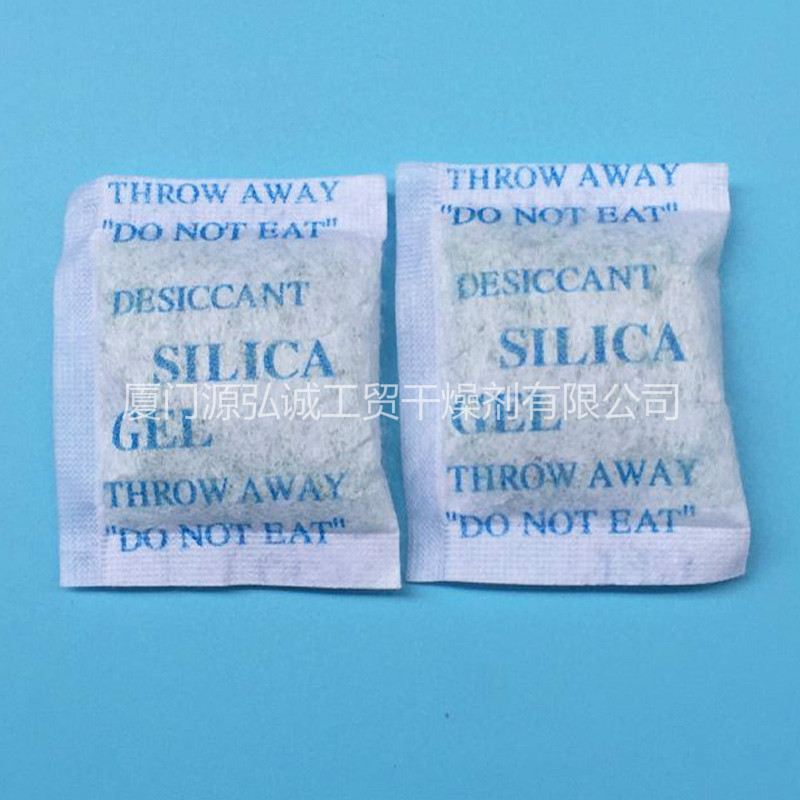 THROW AWAY
"DO NOT EAT"
DESICCANT
SILICA
GEL
THROW AWAY
"DO NOT EAT"
THROW AWAY
"DO NOT EAT"
DESICCANT
SILICA
GEL
THROW AWAY
"DO NOT EAT"
厦门源弘诚工贸干燥剂有限公司